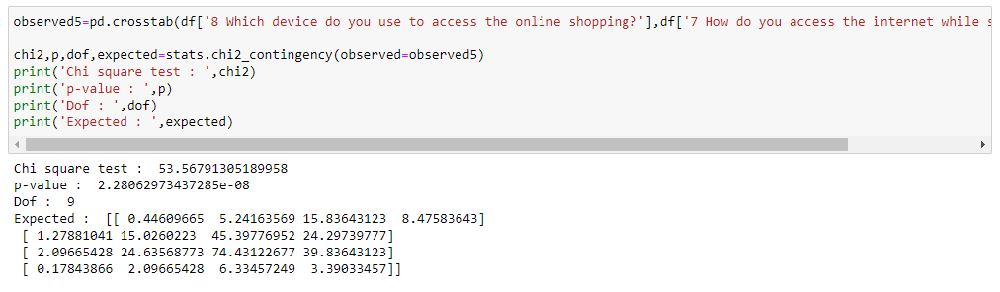 observed5=pd.crosstab(df['8 Which device do you use to access the online shopping?'],df['7 How do you access the internet while
chi2,p,dof,expected=stats.chi2_contingency(observed=observed5)
print('Chi square test : ',chi2)
print('p-value : ',p)
print('Dof : ',dof)
print('Expected : ',expected)
Chi square test :  53.56791305189958
p-value :  2.28062973437285e-08
Dof :  9
Expected :  [[ 0.44609665  5.24163569 15.83643123  8.47583643]
 [ 1.27881041 15.0260223  45.39776952 24.29739777]
 [ 2.09665428 24.63568773 74.43122677 39.83643123]
 [ 0.17843866  2.09665428  6.33457249  3.39033457]]